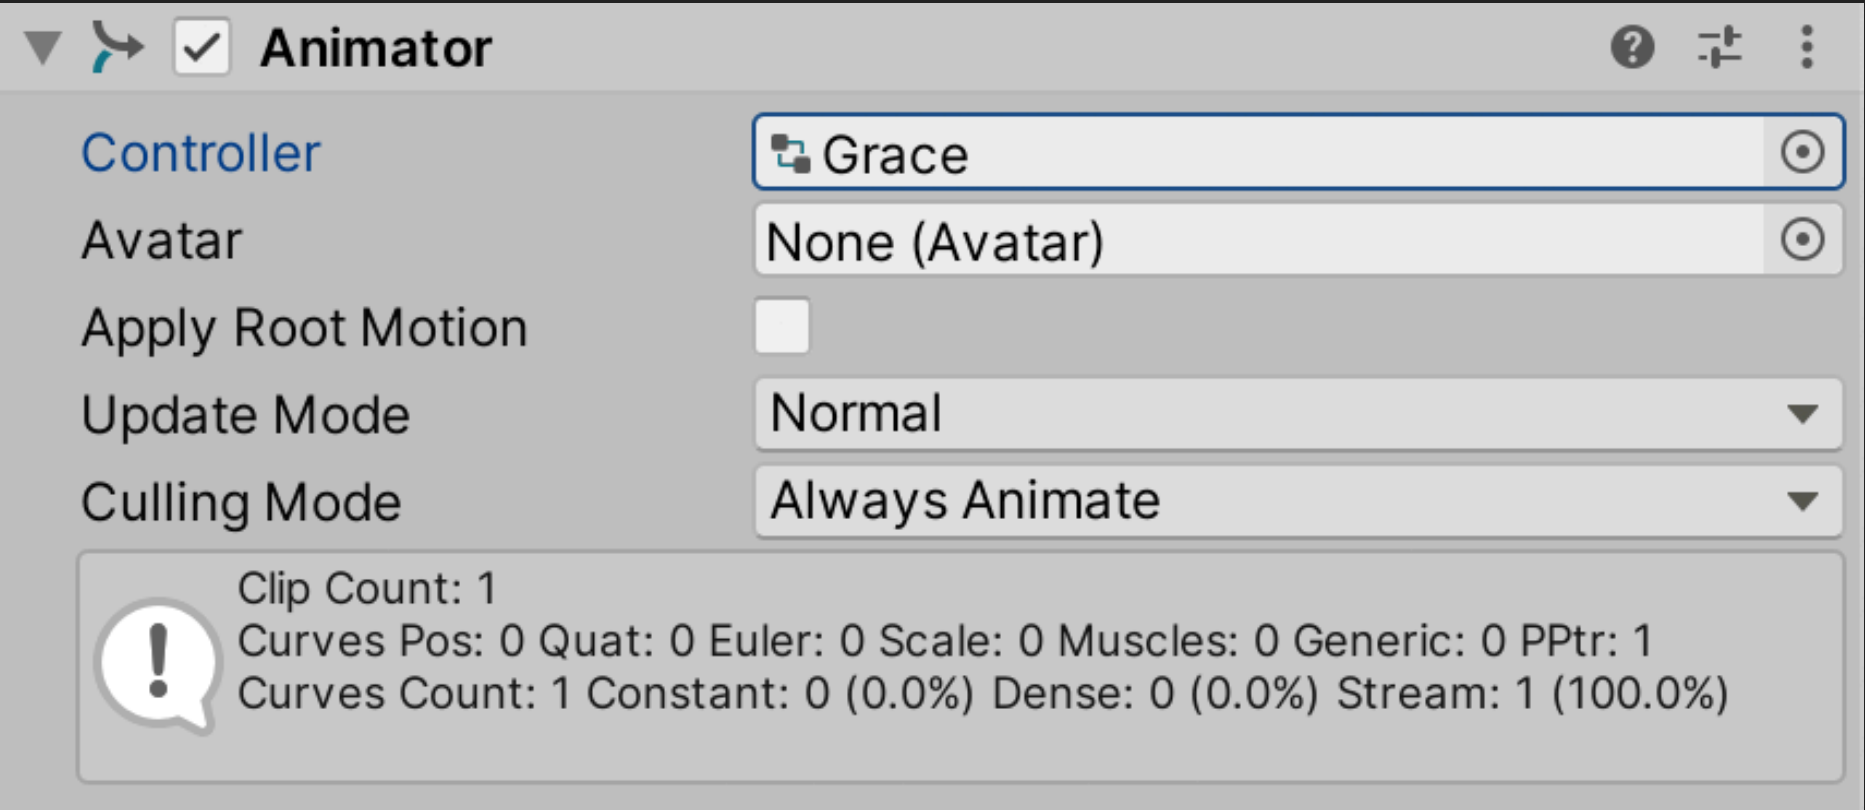 Animator
Controller Grace
Avatar None (Avatar)
Apply Root Motion
Update Mode Normal
Culling Mode Always Animate
Clip Count: 1
Curves Pos: 0 Quat: 0 Euler: 0 Scale: 0 Muscles: 0 Generic: 0 PPtr: 1
Curves Count: 1 Constant: 0 (0.0%) Dense: 0 (0.0%) Stream: 1 (100.0%)